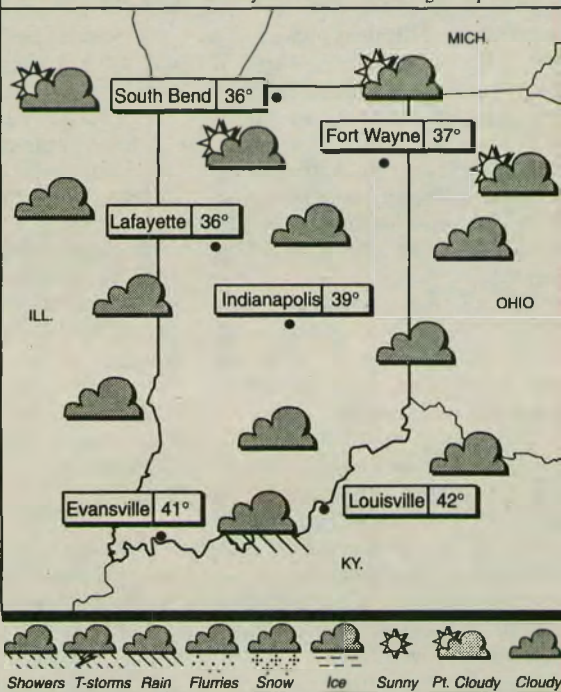 MICH.
South Bend 36°
Fort Wayne 37°
Lafayette 36°
Indianapolis 39°
ILL.
OHIO
Evansville 41°
Louisville 42°
KY.
Showers T-storms Rain Flurries Snow Ice Sunny Pt. Cloudy Cloudy